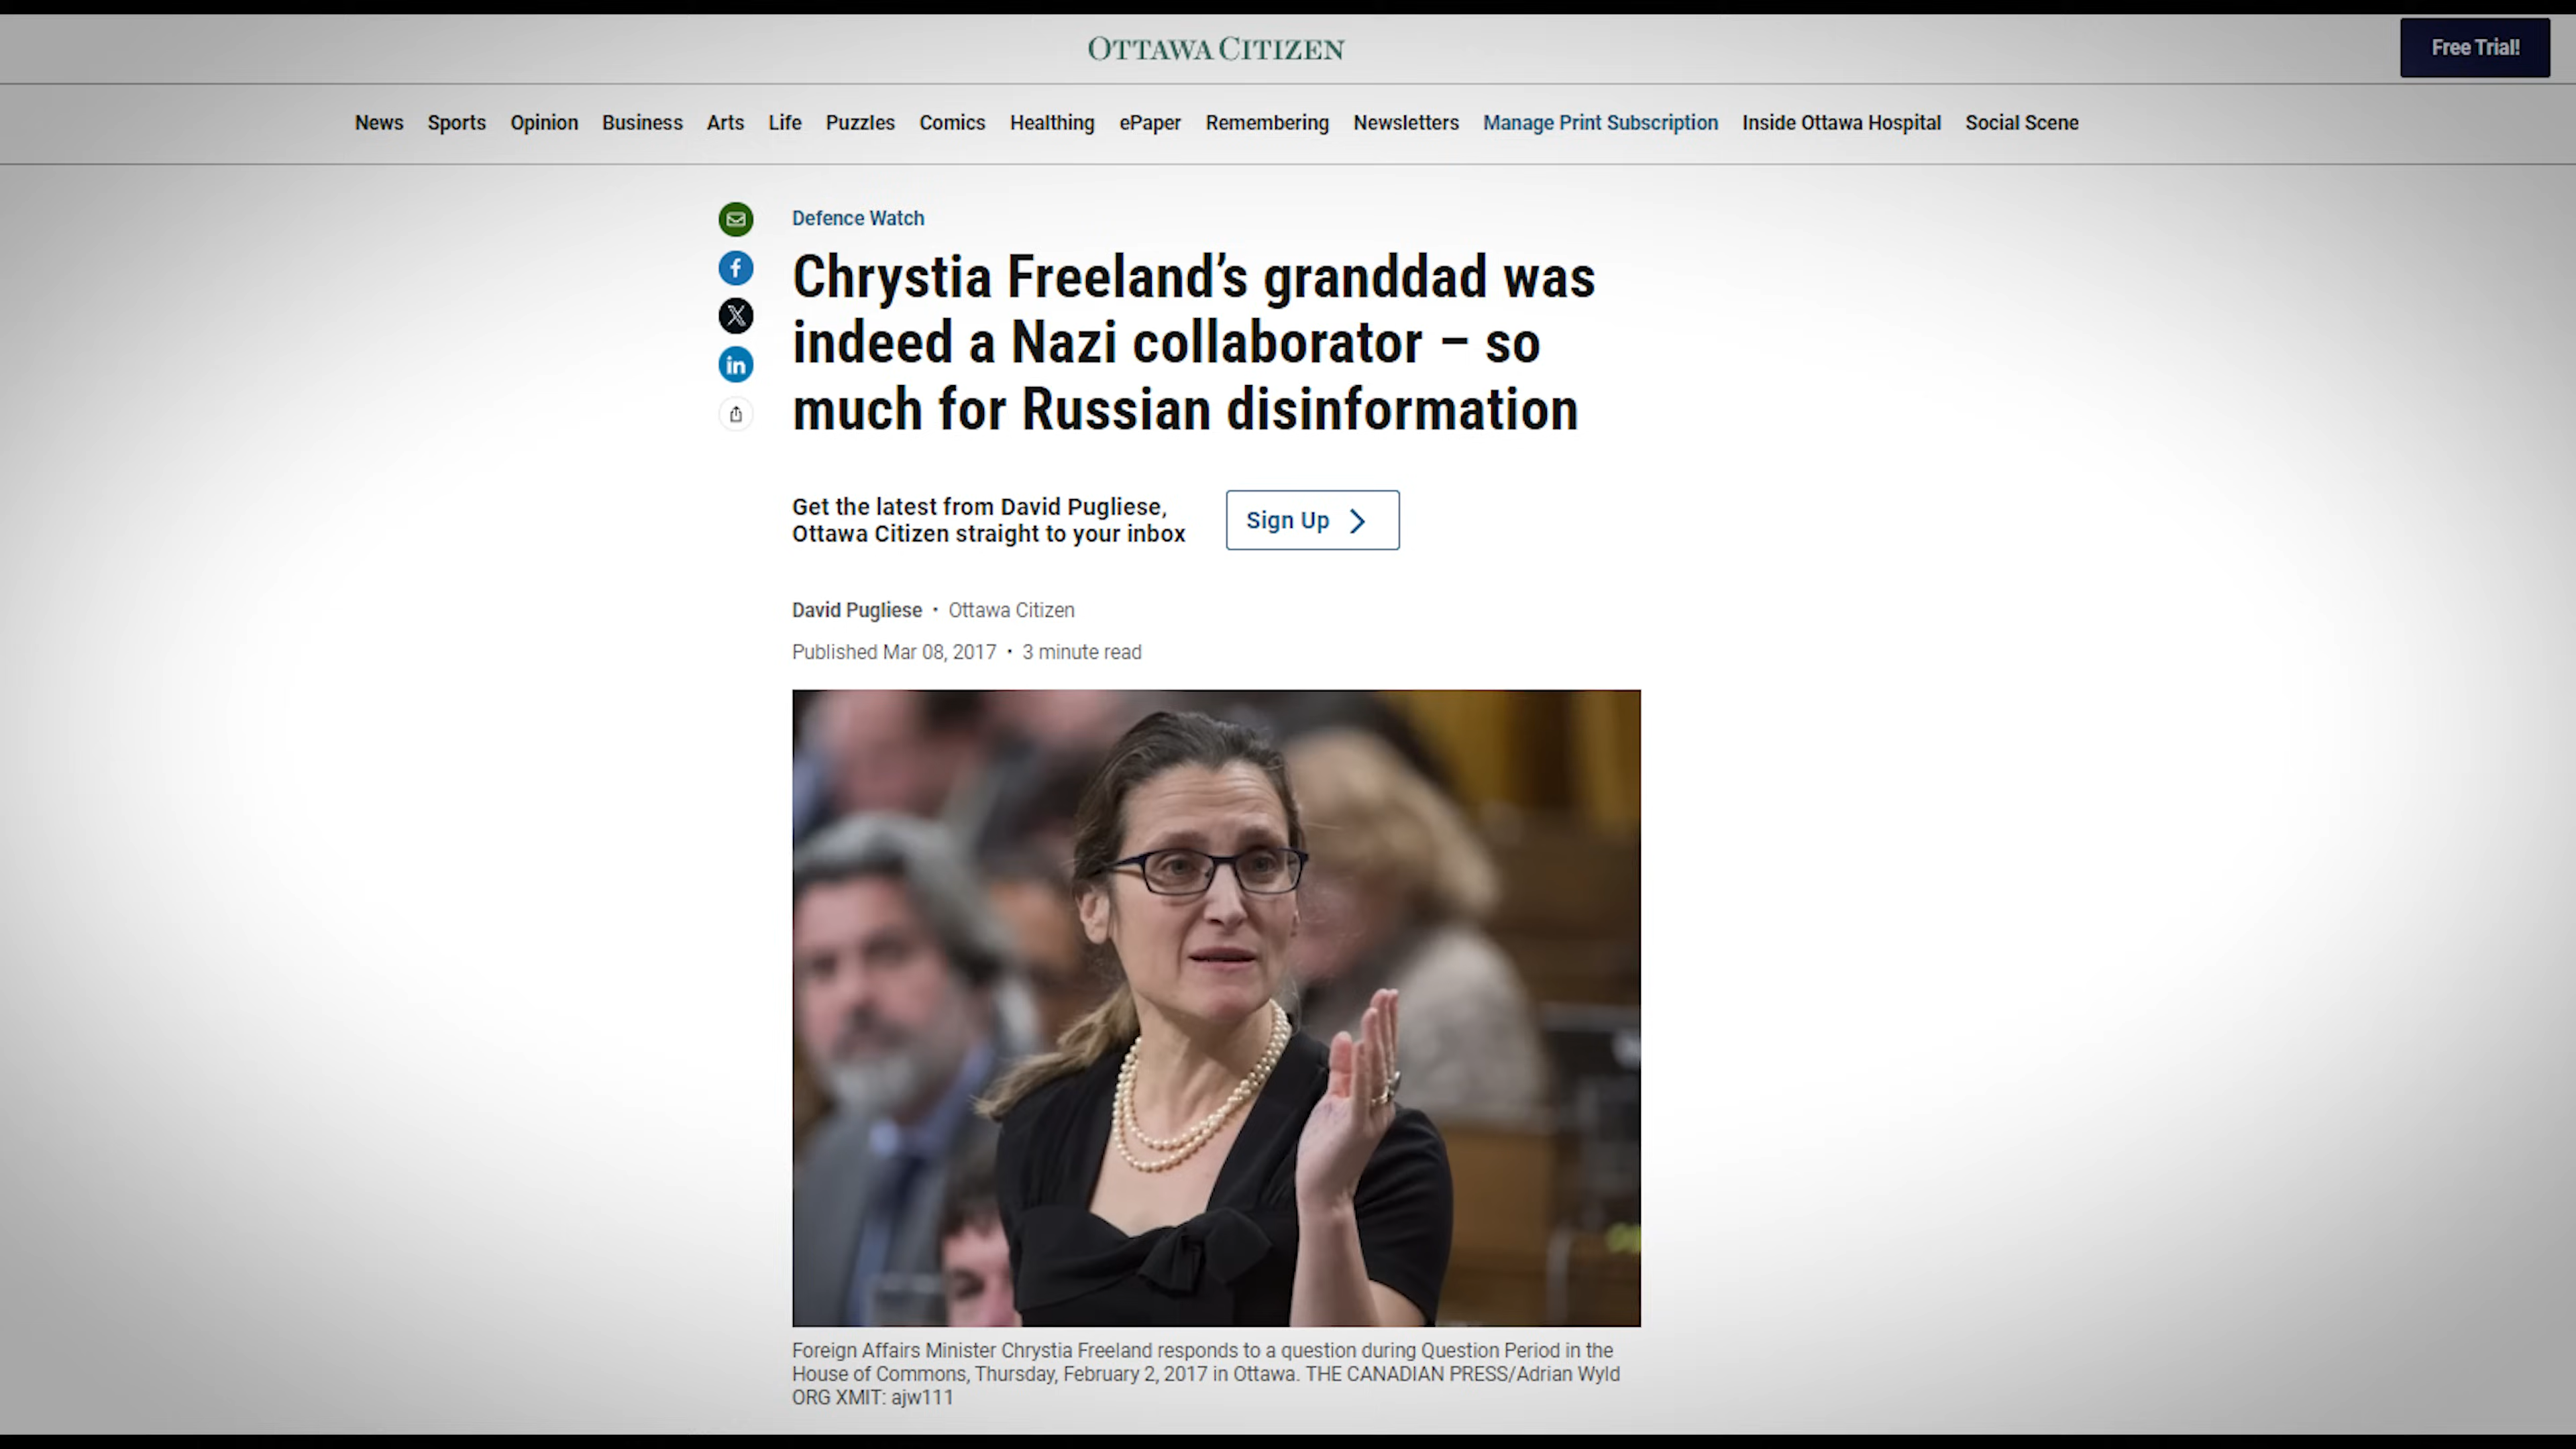 OTTAWA CITIZEN
Free Trial!
News Sports Opinion Business Arts Life Puzzles Comics Healthing ePaper Remembering Newsletters Manage Print Subscription Inside Ottawa Hospital Social Scene
Defence Watch
Chrystia Freeland’s granddad was
indeed a Nazi collaborator – so
much for Russian disinformation
Get the latest from David Pugliese,
Ottawa Citizen straight to your inbox
Sign Up
David Pugliese • Ottawa Citizen
Published Mar 08, 2017 • 3 minute read
Foreign Affairs Minister Chrystia Freeland responds to a question during Question Period in the
House of Commons, Thursday, February 2, 2017 in Ottawa. THE CANADIAN PRESS/Adrian Wyld
ORG XMIT: ajw111